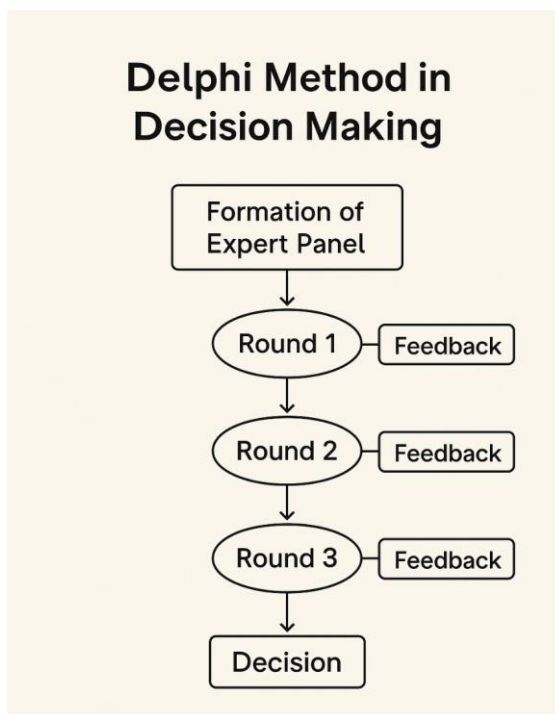 Delphi Method in
Decision Making
Formation of
Expert Panel
Round 1
Feedback
Round 2
Feedback
Round 3
Feedback
Decision